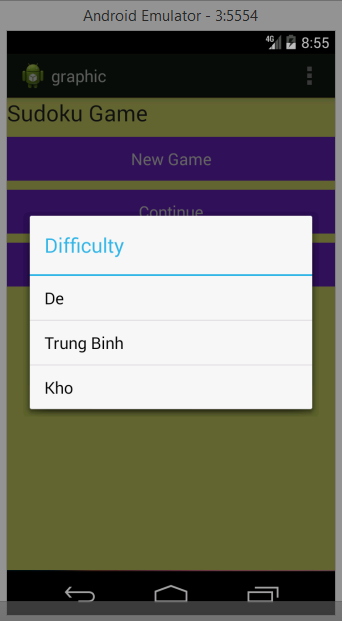 Android Emulator - 3:5554
4G 8:55
graphic
Sudoku Game
New Game
Continue
Difficulty
De
Trung Binh
Kho